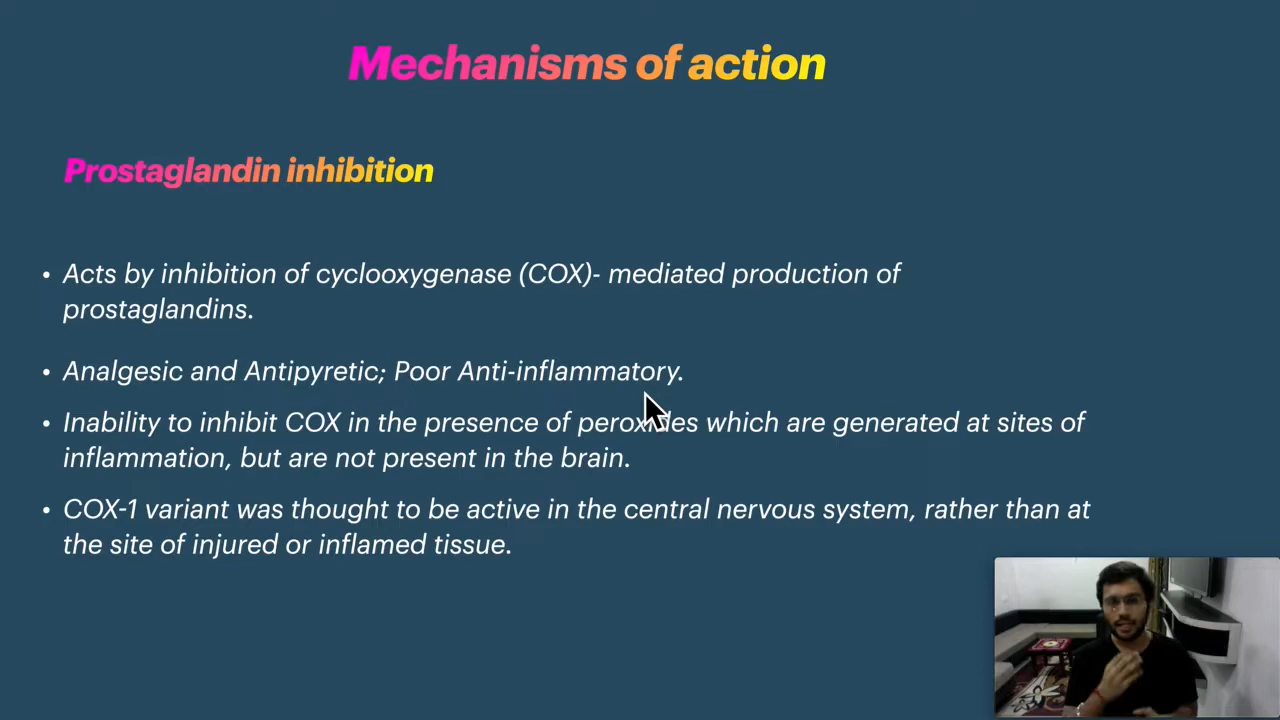 Mechanisms of action
Prostaglandin inhibition
• Acts by inhibition of cyclooxygenase (COX)- mediated production of
prostaglandins.
• Analgesic and Antipyretic; Poor Anti-inflammatory.
• Inability to inhibit COX in the presence of peroxides which are generated at sites of
inflammation, but are not present in the brain.
• COX-1 variant was thought to be active in the central nervous system, rather than at
the site of injured or inflamed tissue.